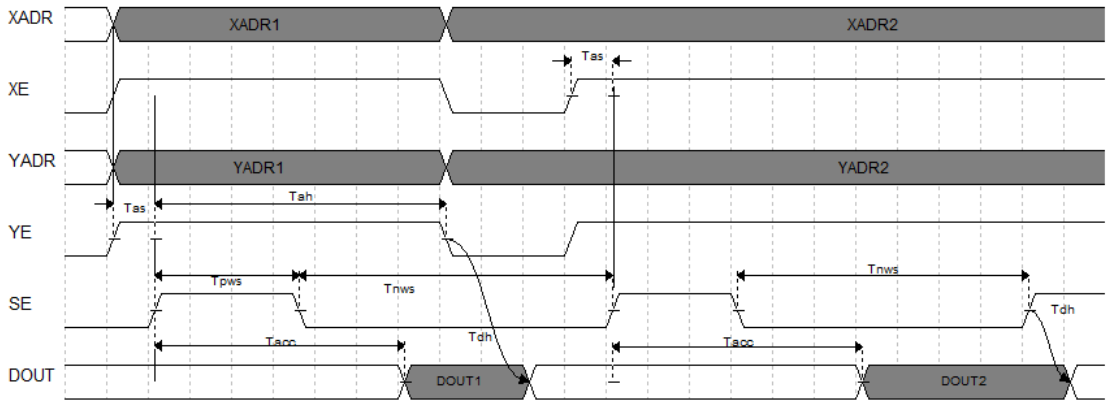 XADR
XADR1
XADR2
Tas
XE
YADR
YADR1
YADR2
Tas
Tah
YE
Tpws
Tnws
Tnws
SE
Tdh
Tdh
Tacc
Tacc
DOUT
DOUT1
DOUT2